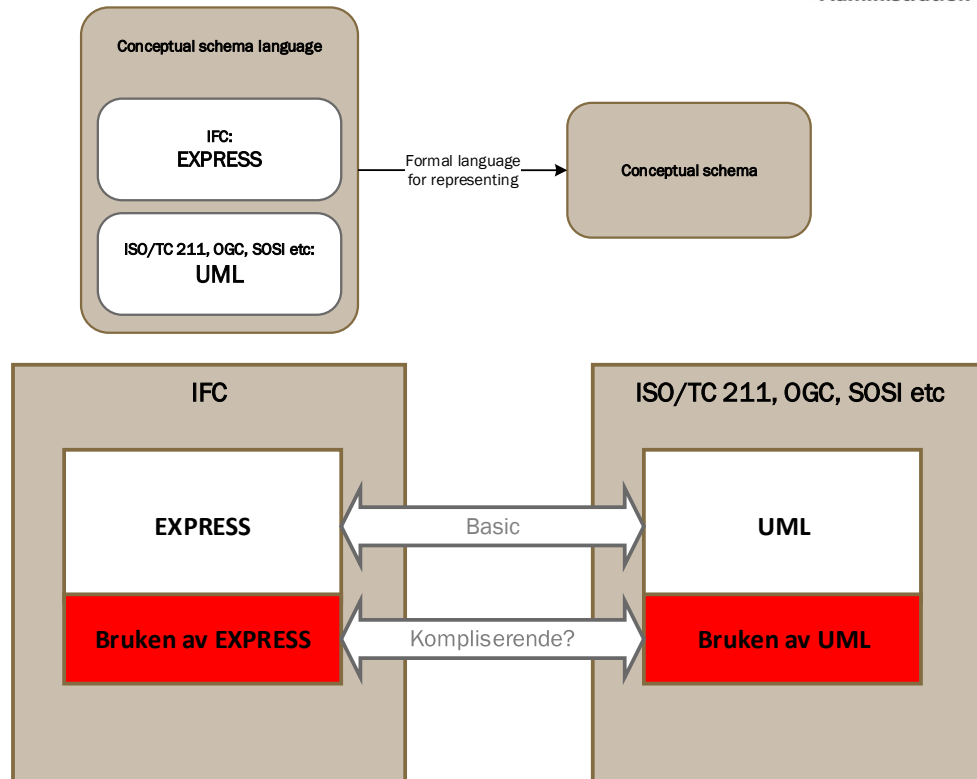 Conceptual schema language
IFC:
EXPRESS
Formal language
for representing
Conceptual schema
ISO/TC 211, OGC, SOSI etc:
UML
IFC
ISO/TC 211, OGC, SOSI etc
EXPRESS
Basic
UML
Bruken av EXPRESS
Kompliserende?
Bruken av UML